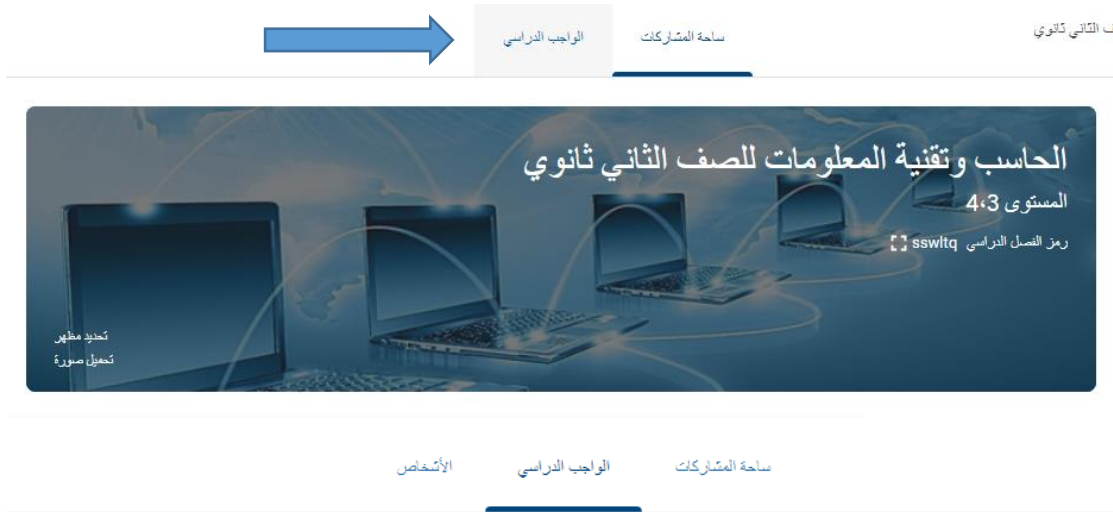 ف الثاني ثانوي
ساحة المشاركات
الواجب الدراسي
الحاسب وتقنية المعلومات للصف الثاني ثانوي
المستوى 3،4
رمز الفصل الدراسي sswltq
تحديد مظهر
تحميل صورة
ساحة المشاركات
الواجب الدراسي
الأشخاص